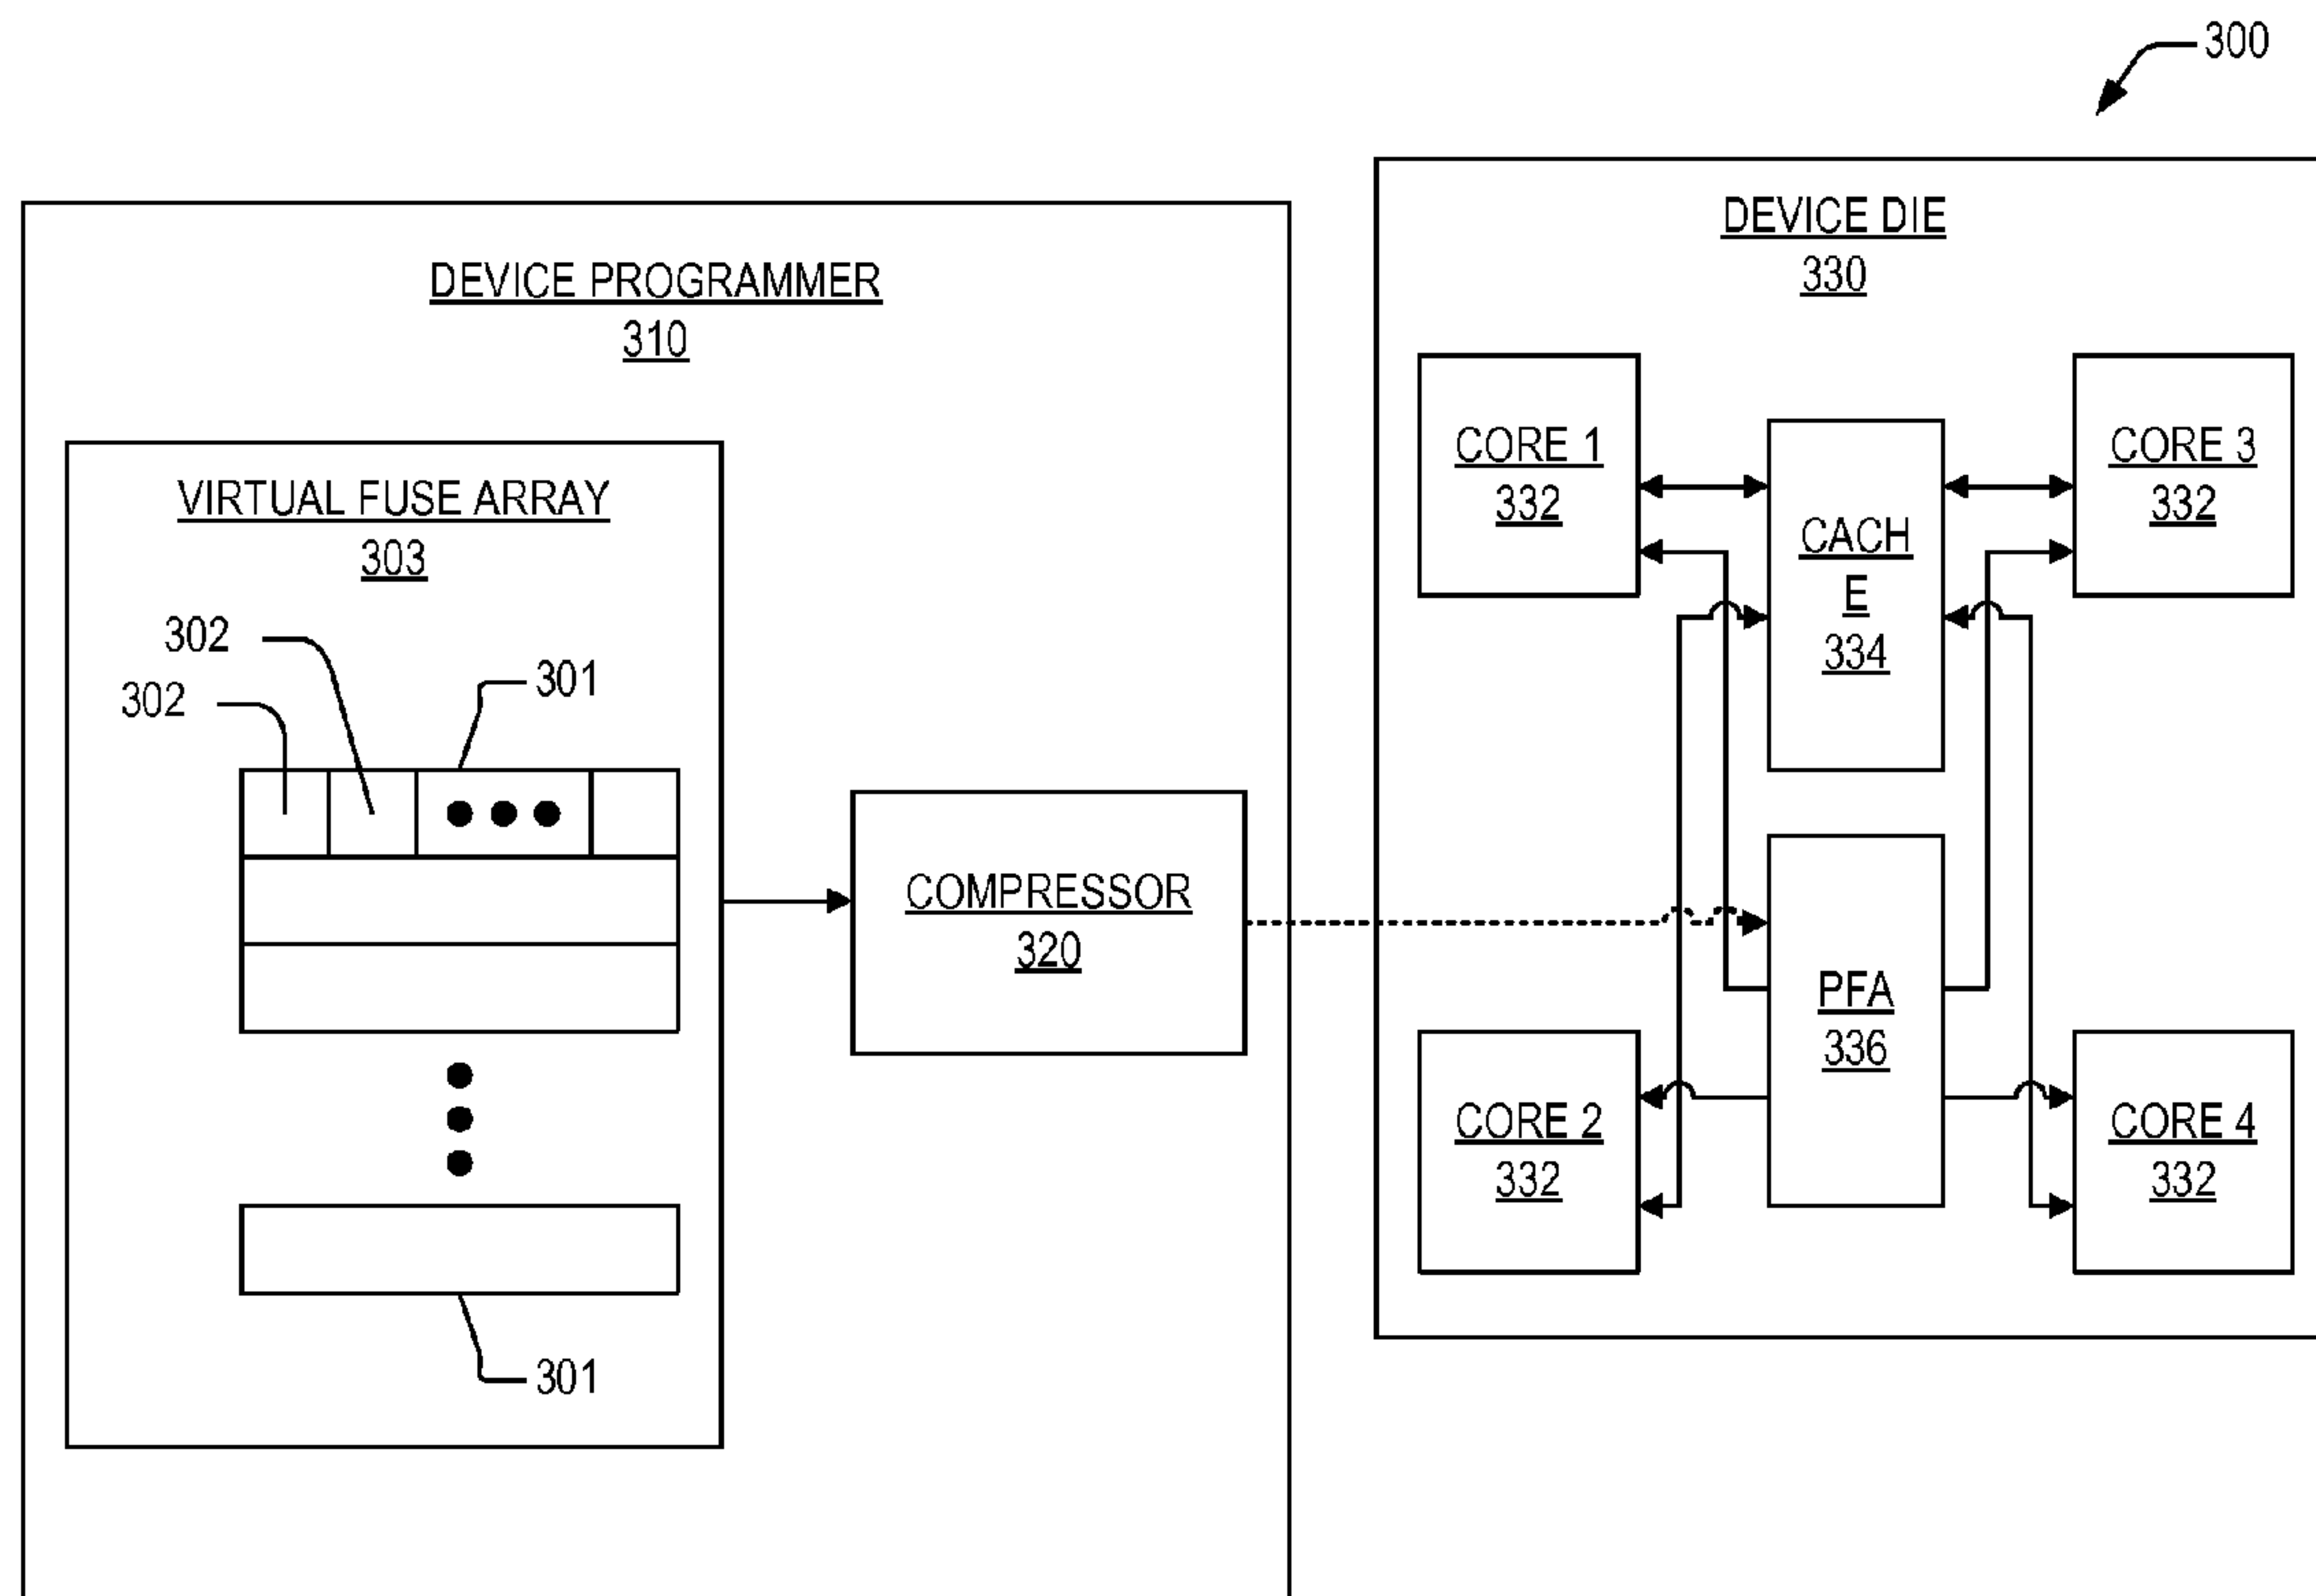 300
DEVICE PROGRAMMER
310
VIRTUAL FUSE ARRAY
303
302
302
301
301
COMPRESSOR
320
DEVICE DIE
330
CORE 1
332
CACH
E
334
CORE 3
332
PFA
336
CORE 2
332
CORE 4
332